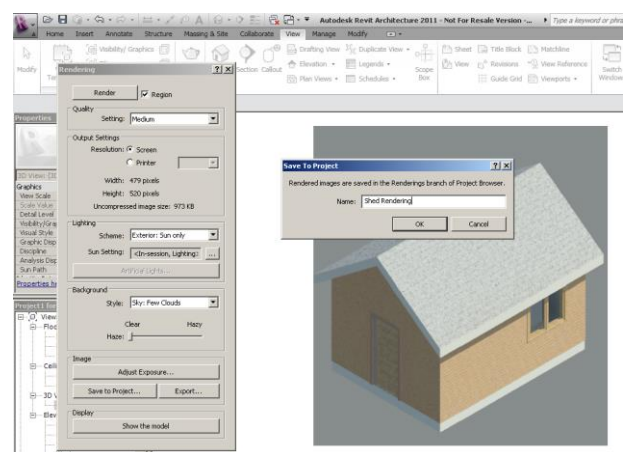 Autodesk Revit Architecture 2011 - Not For Resale Version -...
Type a keyword or phra
Home Insert Annotate Structure Massing & Site Collaborate View Manage Modify
Modify
Visibility/ Graphics
Section Callout
Drafting View Duplicate View
Elevation Legends
Plan Views Schedules
Scope Box
Sheet Title Block Matchline
View Revisions View Reference
Guide Grid Viewports
Switch Window
Rendering
Render Region
Quality
Setting: Medium
Output Settings
Resolution: Screen
Printer
Width: 479 pixels
Height: 520 pixels
Uncompressed image size: 973 KB
Lighting
Scheme: Exterior: Sun only
Sun Setting: <In-session, Lighting> ...
Artificial Lights...
Background
Style: Sky: Few Clouds
Clear Hazy
Haze:
Image
Adjust Exposure...
Save to Project... Export...
Display
Show the model
Properties
3D View: {3D
Graphics
View Scale
Scale Value
Detail Level
Visibility/Grap
Visual Style
Graphic Disp
Discipline
Analysis Disp
Sun Path
Properties he
View
Floo
Ceili
3D V
Elev
Save To Project
Rendered images are saved in the Renderings branch of Project Browser.
Name: Shed Rendering
OK Cancel